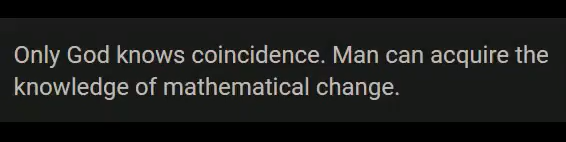 Only God knows coincidence. Man can acquire the
knowledge of mathematical change.